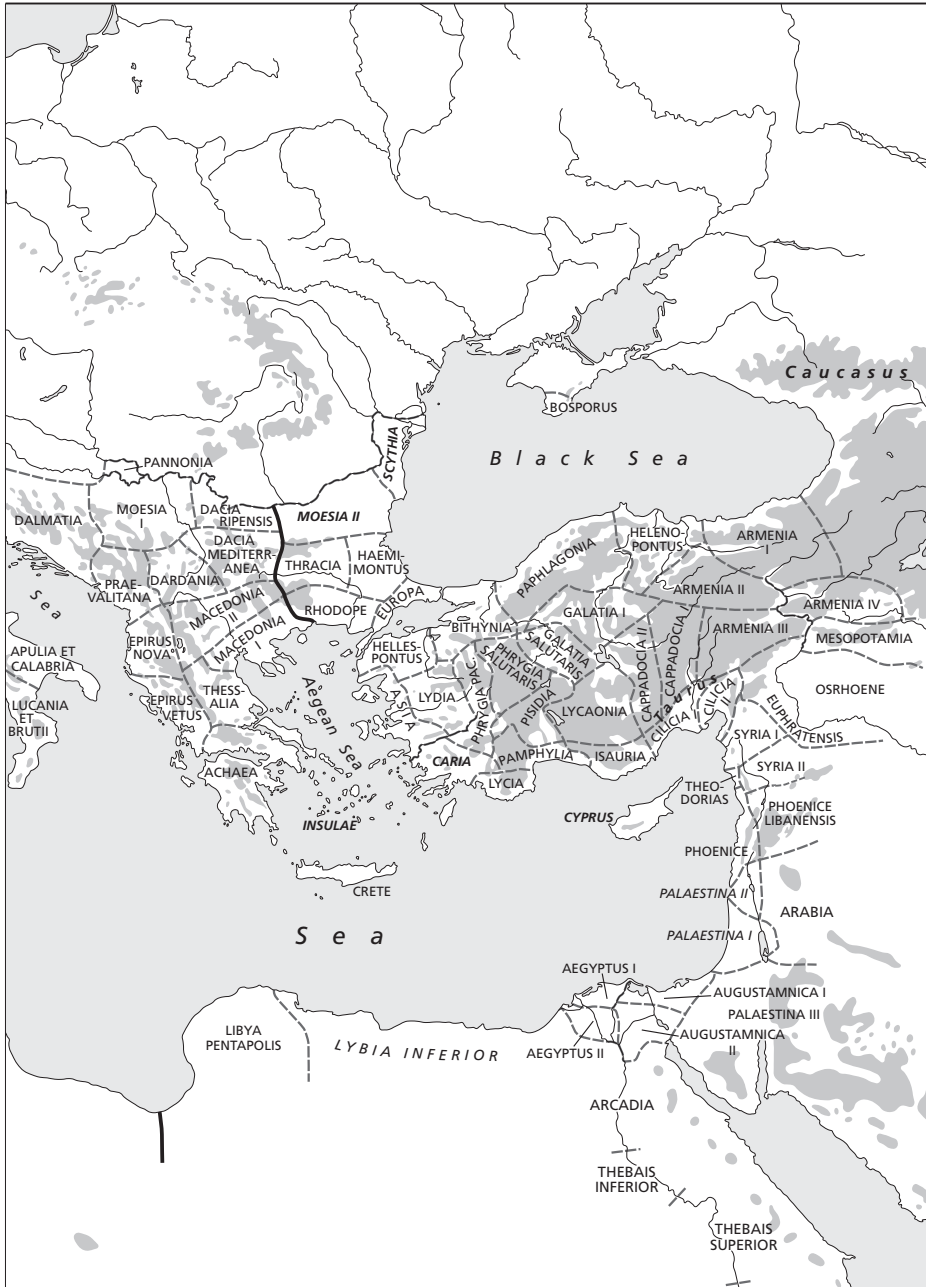 Caucasus
BOSPORUS
Black Sea
SCYTHIA
PANNONIA
DALMATIA
MOESIA
I
DACIA
RIPENSIS
MOESIA II
DACIA
MEDITERR-
ANEA
THRACIA
HAEMI-
MONTUS
PRAE-
VALITANA
DARDANIA
MACEDONIA
II
MACEDONIA
I
RHODOPE
EUROPA
Sea
EPIRUS
NOVA
APULIA ET
CALABRIA
LUCANIA
ET
BRUTII
EPIRUS
VETUS
THESS-
ALIA
ACHAEA
Aegean Sea
INSULAE
CRETE
BITHYNIA
HELLES-
PONTUS
ASIA
LYDIA
PHRYGIA PAC.
CARIA
LYCIA
PHRYGIA
SALUTARIS
GALATIA
SALUTARIS
PISIDIA
PAMPHYLIA
LYCAONIA
ISAURIA
PAPHLAGONIA
GALATIA I
HELENO-
PONTUS
ARMENIA
I
ARMENIA II
ARMENIA III
ARMENIA IV
CAPPADOCIA II
CAPPADOCIA I
Taurus
CILICIA
I
CILICIA
II
MESOPOTAMIA
OSRHOENE
EUPHRATENSIS
SYRIA I
SYRIA II
THEO-
DORIAS
CYPRUS
PHOENICE
LIBANENSIS
PHOENICE
PALAESTINA II
ARABIA
PALAESTINA I
Sea
AEGYPTUS I
AUGUSTAMNICA I
PALAESTINA III
AUGUSTAMNICA
II
AEGYPTUS II
LIBYA
PENTAPOLIS
LYBIA INFERIOR
ARCADIA
THEBAIS
INFERIOR
THEBAIS
SUPERIOR